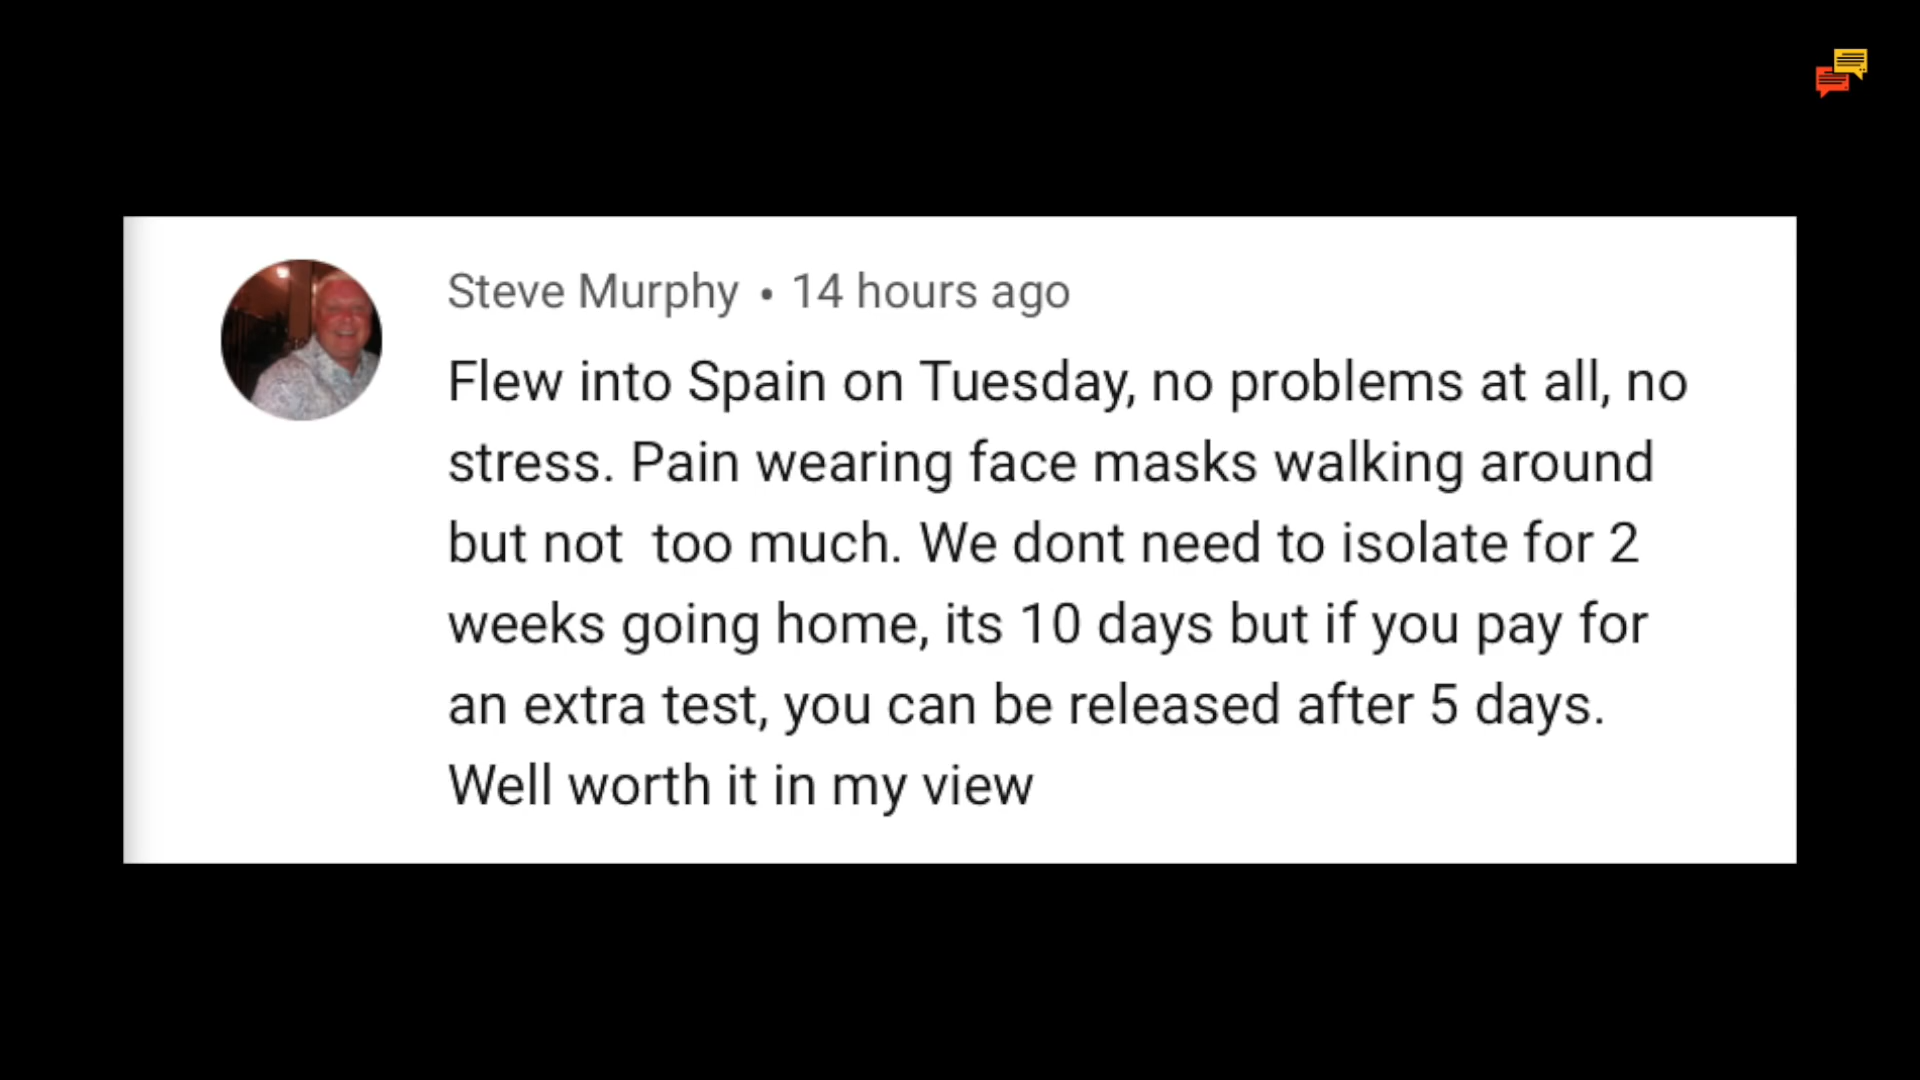 Steve Murphy • 14 hours ago
Flew into Spain on Tuesday, no problems at all, no
stress. Pain wearing face masks walking around
but not  too much. We dont need to isolate for 2
weeks going home, its 10 days but if you pay for
an extra test, you can be released after 5 days.
Well worth it in my view